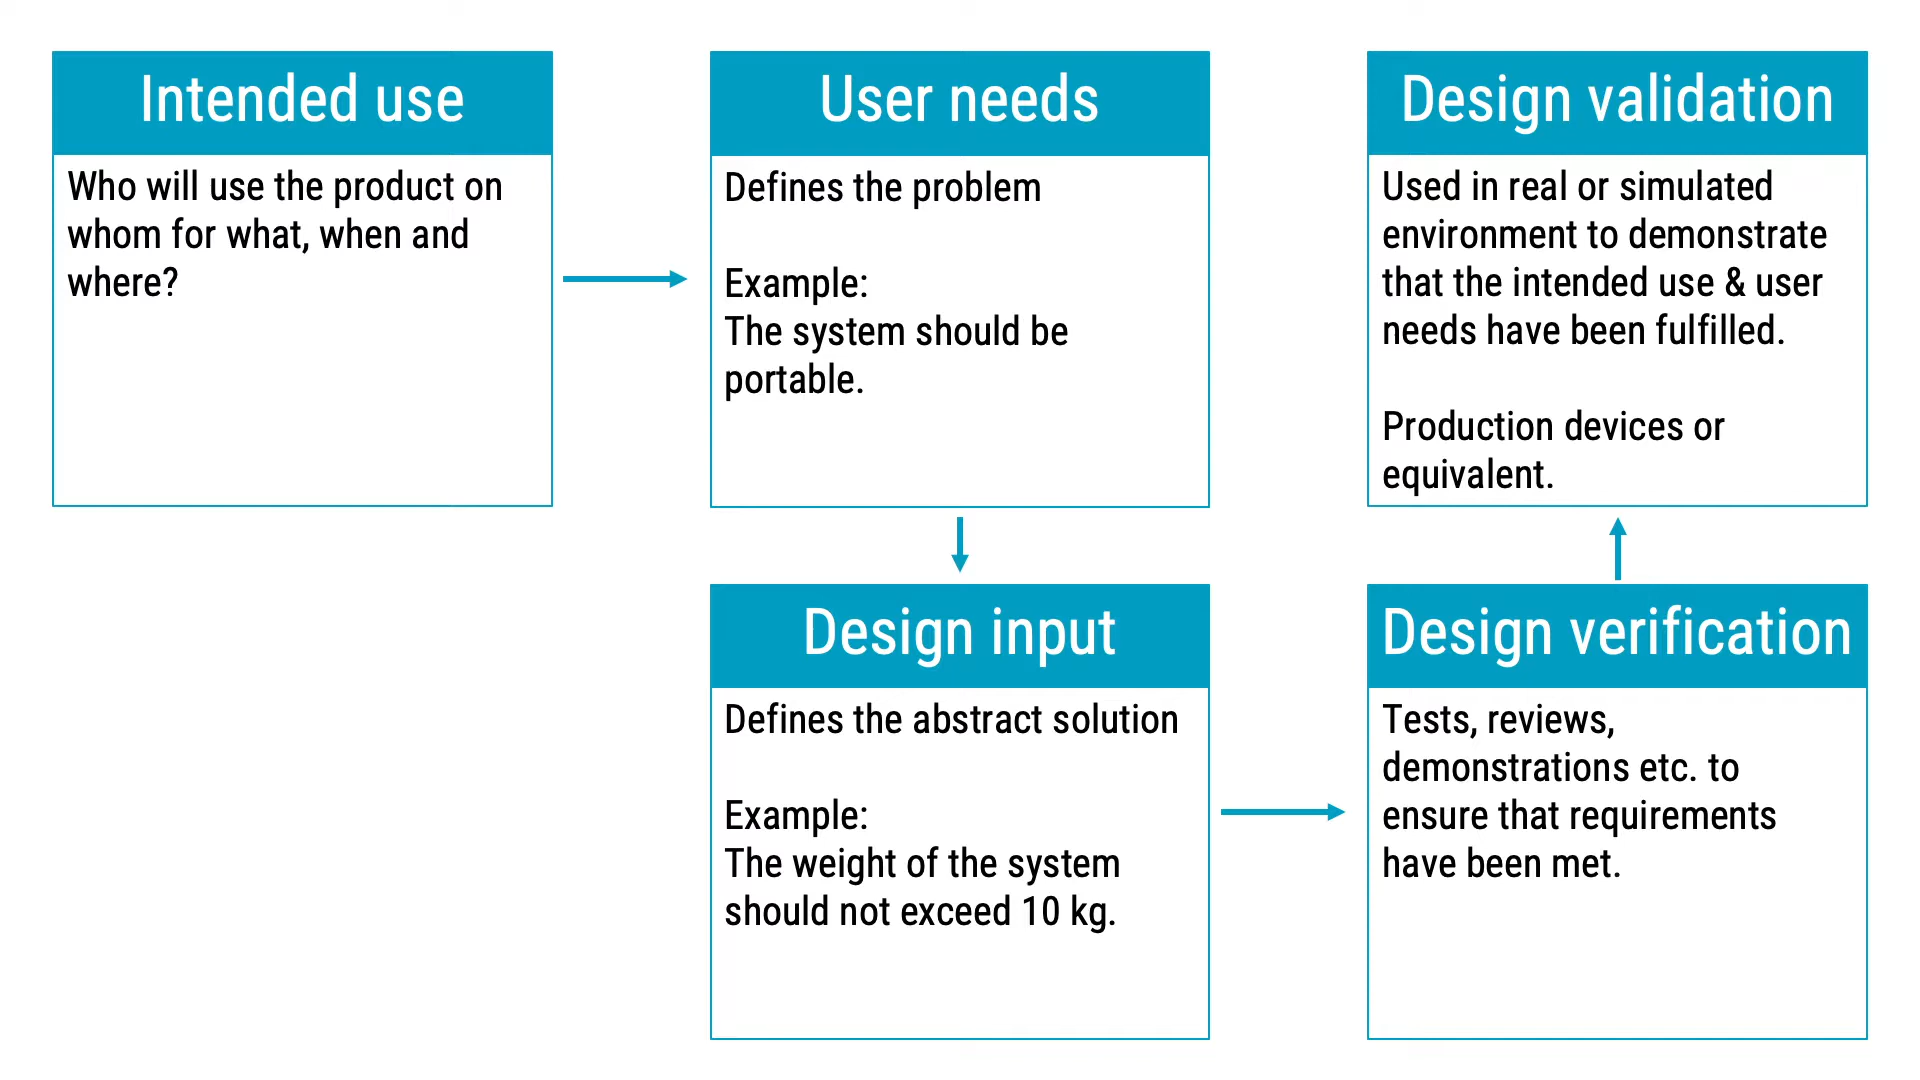 Intended use
Who will use the product on
whom for what, when and
where?
User needs
Defines the problem
Example:
The system should be
portable.
Design input
Defines the abstract solution
Example:
The weight of the system
should not exceed 10 kg.
Design verification
Tests, reviews,
demonstrations etc. to
ensure that requirements
have been met.
Design validation
Used in real or simulated
environment to demonstrate
that the intended use & user
needs have been fulfilled.
Production devices or
equivalent.